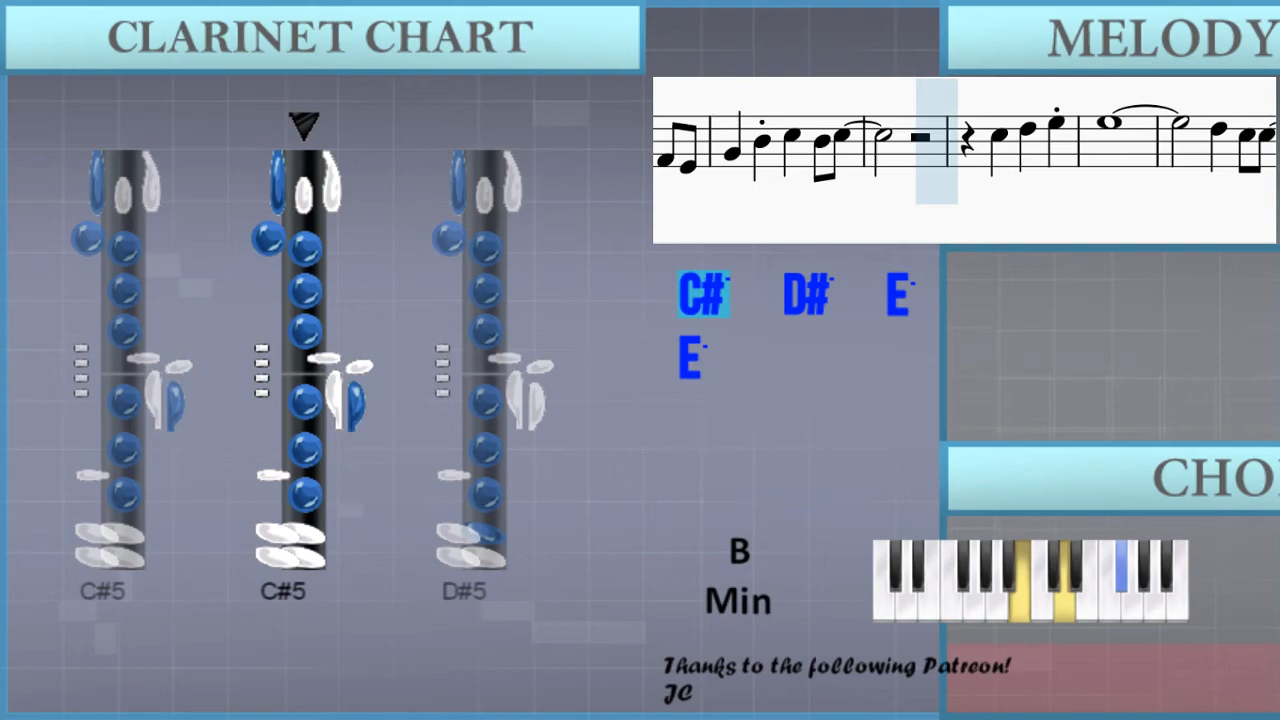 CLARINET CHART
MELODY
C# D# E
E
C#5 C#5 D#5
CHO
B
Min
Thanks to the following Patreon!
JC